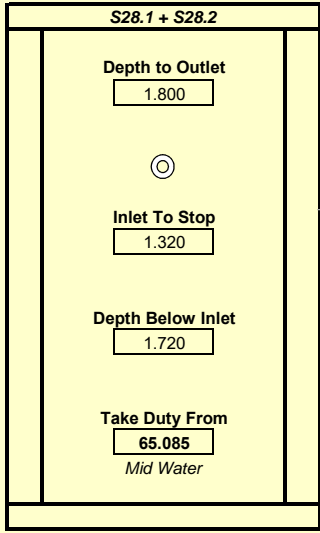 S28.1 + S28.2
Depth to Outlet
1.800
Inlet To Stop
1.320
Depth Below Inlet
1.720
Take Duty From
65.085
Mid Water